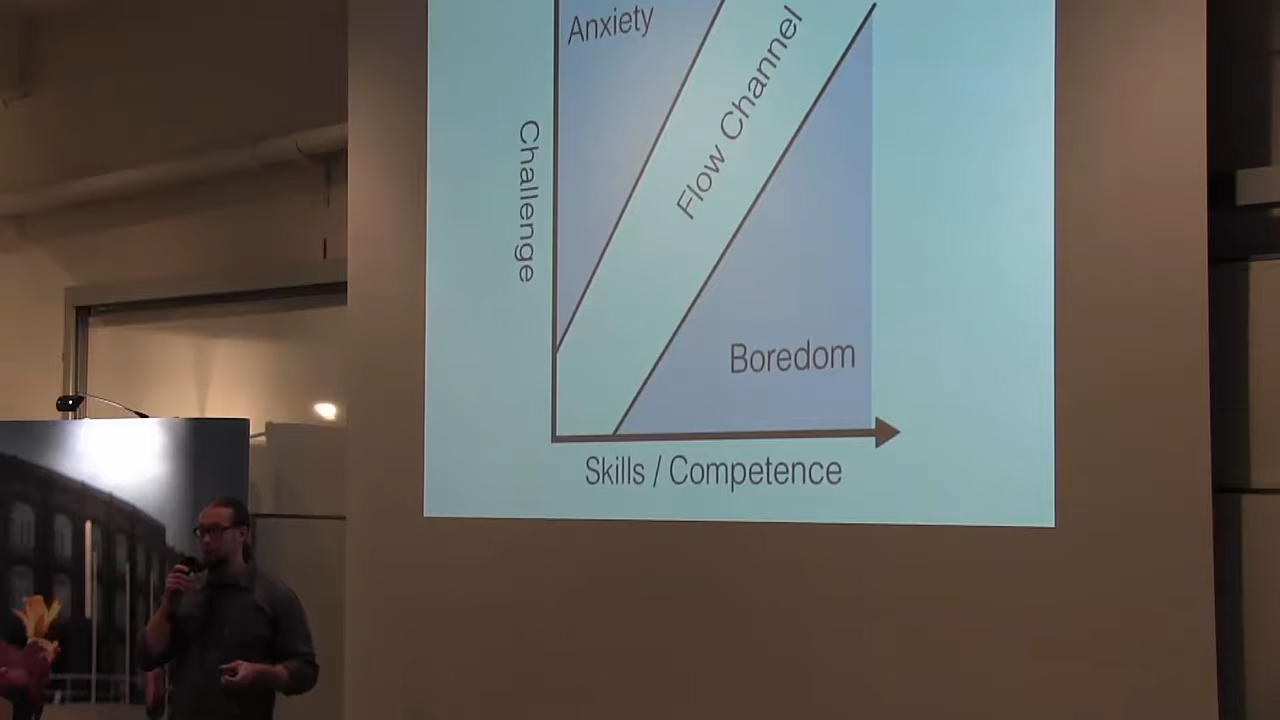 Anxiety
Flow Channel
Challenge
Boredom
Skills / Competence